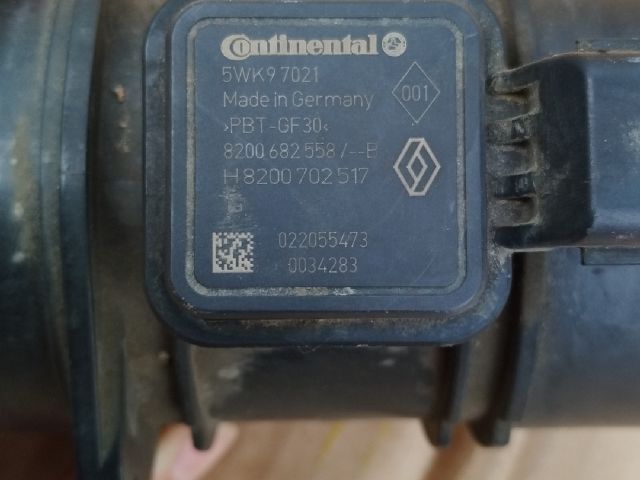 Continental
5WK9 7021
Made in Germany
001
>PBT-GF30<
8200 682 558 /--B
H 8200 702 517
022055473
0034283